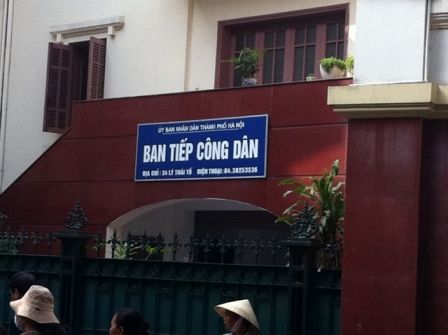 ỦY BAN NHÂN DÂN THÀNH PHỐ HÀ NỘI
BAN TIẾP CÔNG DÂN
ĐỊA CHỈ : 34 LÝ THÁI TỔ ĐIỆN THOẠI: 04.38253536